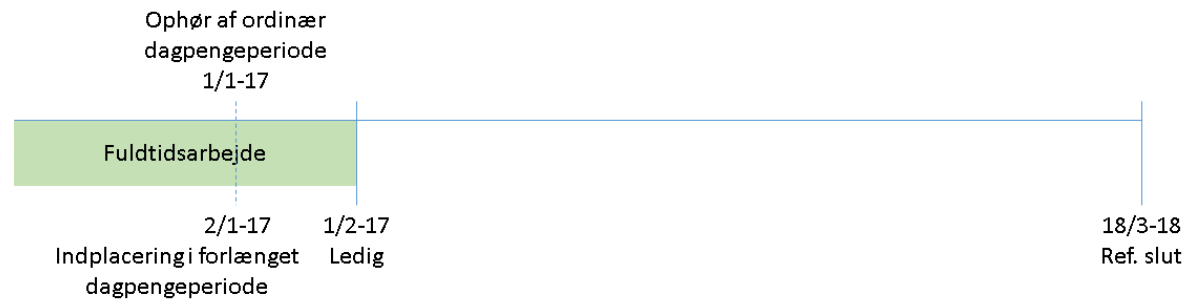 Ophør af ordinær
dagpengeperiode
1/1-17
Fuldtidsarbejde
2/1-17
Indplacering i forlænget
dagpengeperiode
1/2-17
Ledig
18/3-18
Ref. slut